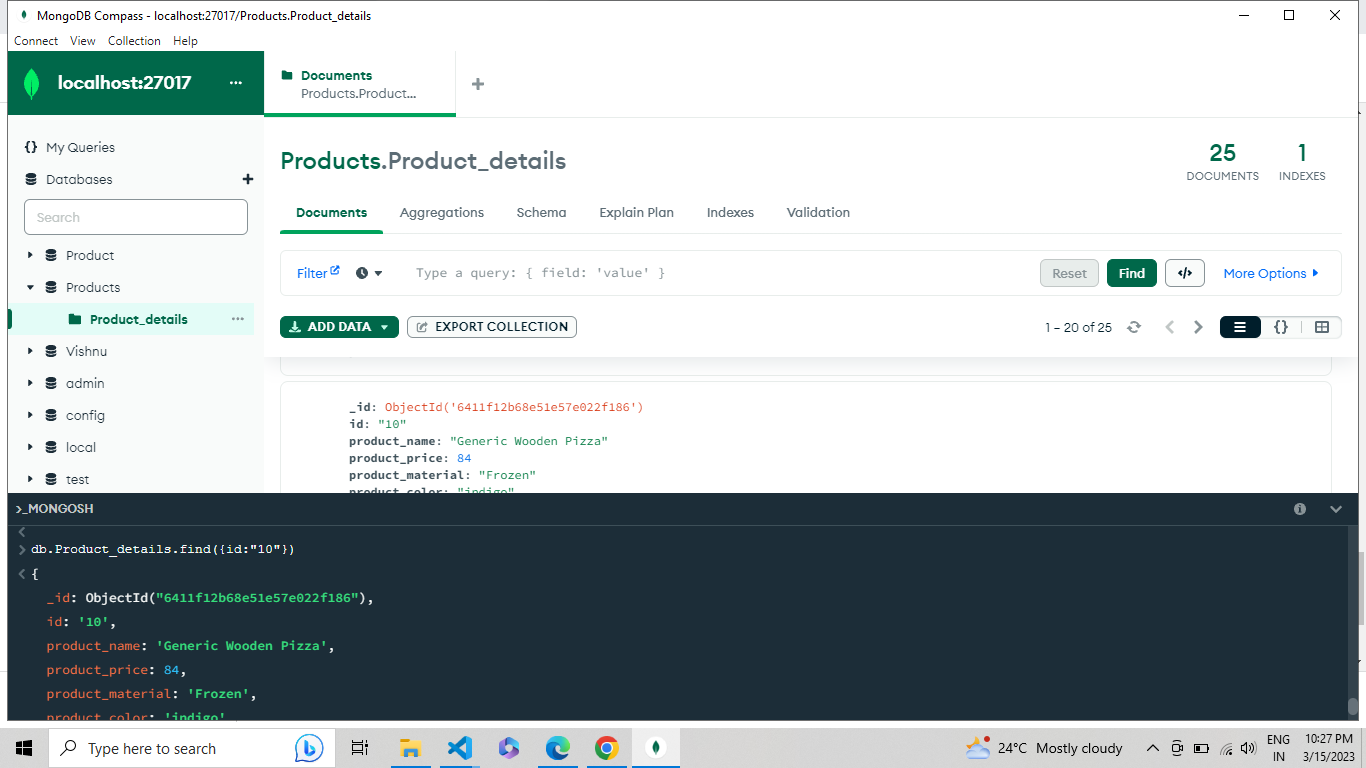 MongoDB Compass - localhost:27017/Products.Product_details
Connect View Collection Help
localhost:27017 ...
Documents
Products.Product...
+
My Queries
Databases +
Search
Product
Products
Product_details ...
Vishnu
admin
config
local
test
Products.Product_details
25
DOCUMENTS
1
INDEXES
Documents Aggregations Schema Explain Plan Indexes Validation
Filter Type a query: { field: 'value' } Reset Find </> More Options
ADD DATA EXPORT COLLECTION 1 – 20 of 25 {}
_id: ObjectId('6411f12b68e51e57e022f186')
id: "10"
product_name: "Generic Wooden Pizza"
product_price: 84
product_material: "Frozen"
product_color: "indigo"
>_MONGOSH
<
> db.Product_details.find({id:"10"})
< {
_id: ObjectId("6411f12b68e51e57e022f186"),
id: '10',
product_name: 'Generic Wooden Pizza',
product_price: 84,
product_material: 'Frozen',
product_color: 'indigo',
Type here to search
24°C Mostly cloudy
ENG
IN
10:27 PM
3/15/2023